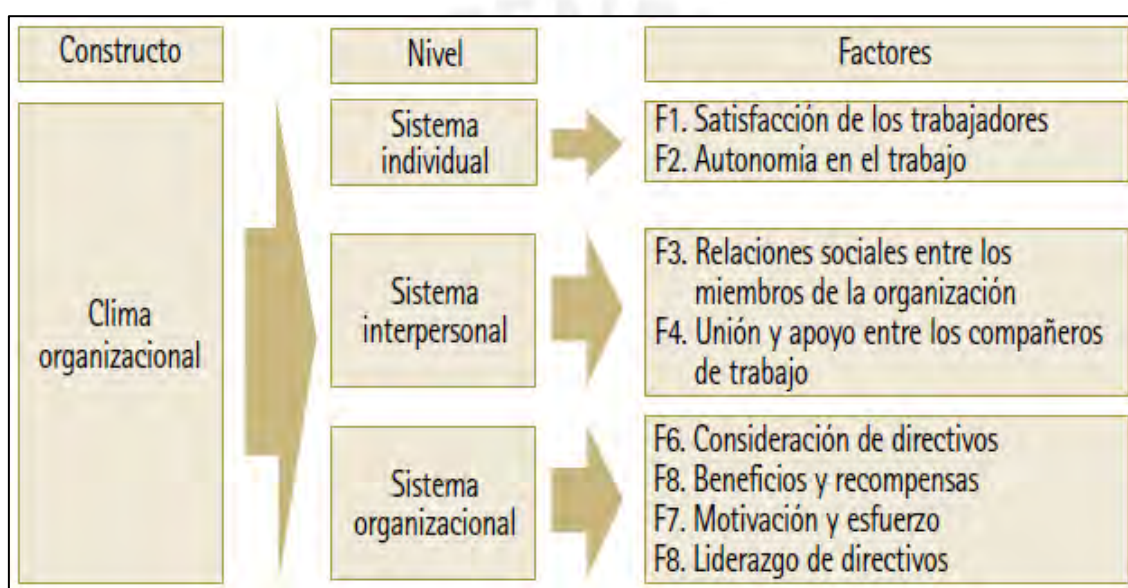 Constructo
Nivel
Factores
Clima
organizacional
Sistema
individual
F1. Satisfacción de los trabajadores
F2. Autonomía en el trabajo
Sistema
interpersonal
F3. Relaciones sociales entre los
miembros de la organización
F4. Unión y apoyo entre los compañeros
de trabajo
Sistema
organizacional
F6. Consideración de directivos
F8. Beneficios y recompensas
F7. Motivación y esfuerzo
F8. Liderazgo de directivos